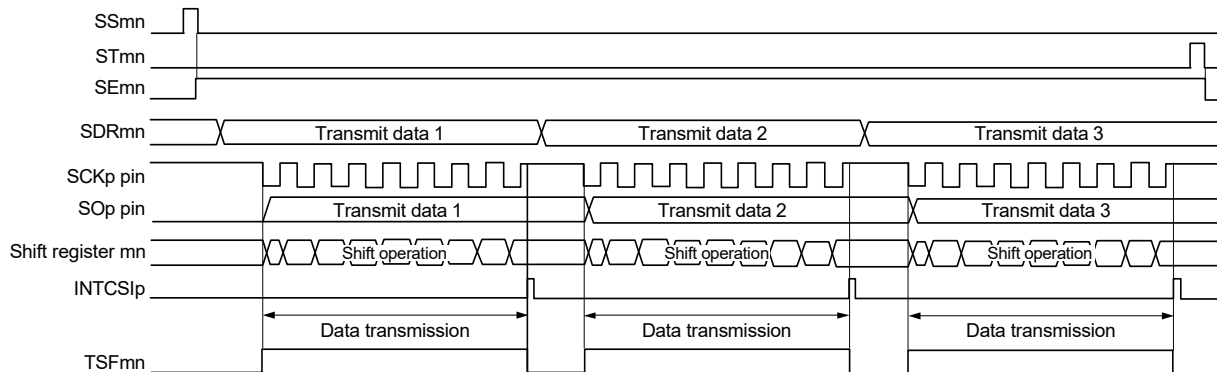 SSmn
STmn
SEmn
SDRmn Transmit data 1 Transmit data 2 Transmit data 3
SCKp pin
SOp pin Transmit data 1 Transmit data 2 Transmit data 3
Shift register mn Shift operation Shift operation Shift operation
INTCSIp
Data transmission Data transmission Data transmission
TSFmn